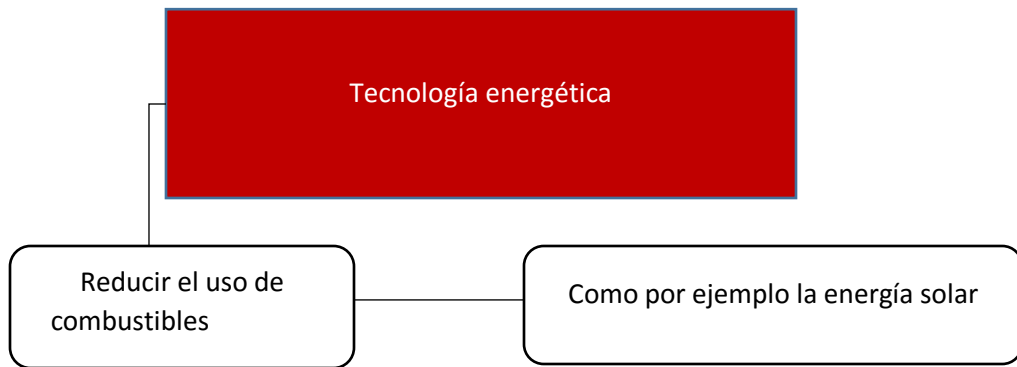 Tecnología energética
Reducir el uso de
combustibles
Como por ejemplo la energía solar